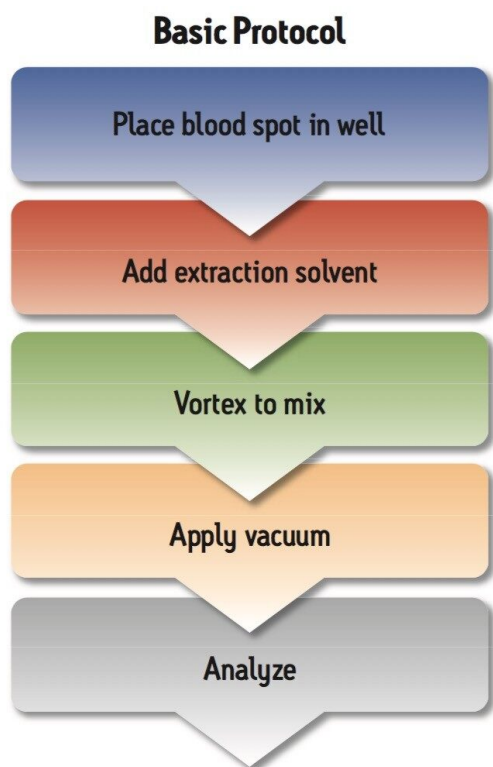 Basic Protocol
Place blood spot in well
Add extraction solvent
Vortex to mix
Apply vacuum
Analyze